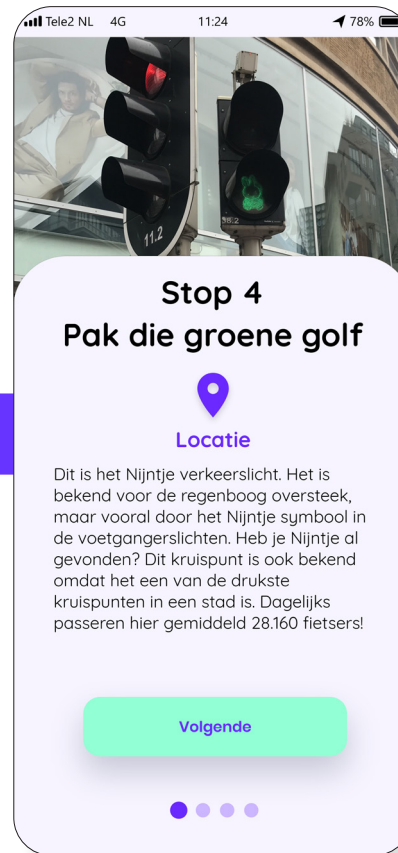 Tele2 NL 4G 11:24 78%
11.2
36.2
Stop 4
Pak die groene golf
Locatie
Dit is het Nijntje verkeerslicht. Het is
bekend voor de regenboog oversteek,
maar vooral door het Nijntje symbool in
de voetgangerslichten. Heb je Nijntje al
gevonden? Dit kruispunt is ook bekend
omdat het een van de drukste
kruispunten in een stad is. Dagelijks
passeren hier gemiddeld 28.160 fietsers!
Volgende